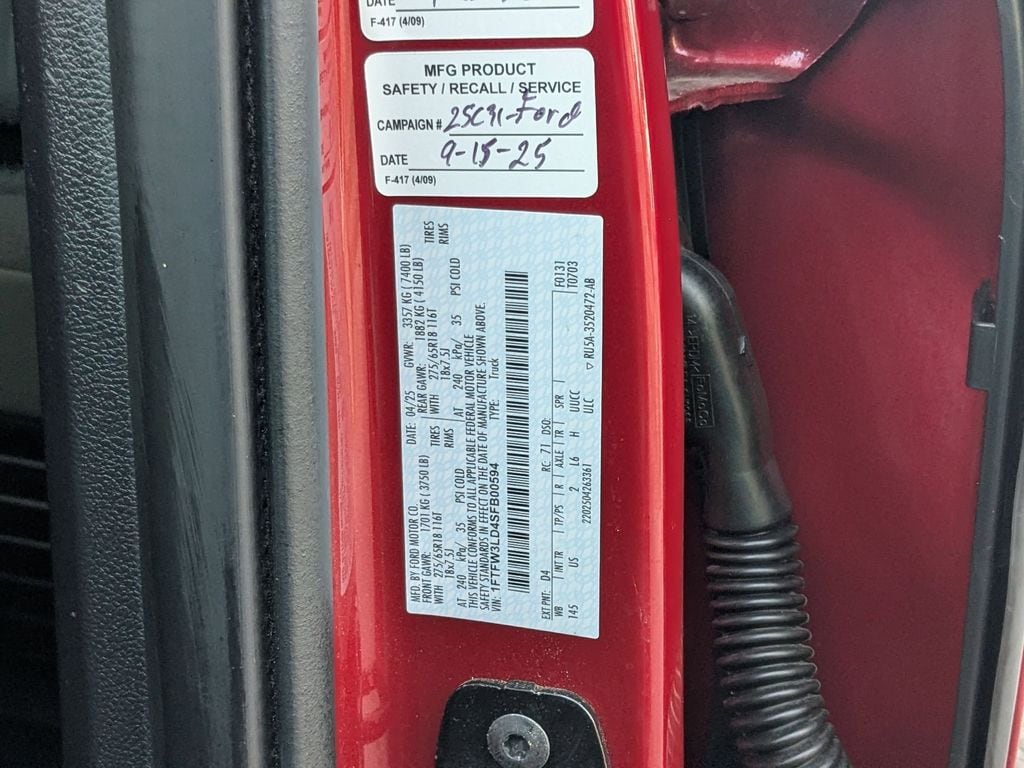 DATE
F-417 (4/09)
MFG PRODUCT
SAFETY / RECALL / SERVICE
CAMPAIGN # 25C91-Ford
DATE 9-15-25
F-417 (4/09)
MFD. BY FORD MOTOR CO. DATE: 04/25 GVWR: 3357 KG ( 7400 LB)
FRONT GAWR: 1701 KG ( 3750 LB) REAR GAWR: 1882 KG ( 4150 LB)
WITH 275/65R18 116T TIRES WITH 275/65R18 116T TIRES
18x7.5J RIMS 18x7.5J RIMS
AT 240 kPa/ 35 PSI COLD AT 240 kPa/ 35 PSI COLD
THIS VEHICLE CONFORMS TO ALL APPLICABLE FEDERAL MOTOR VEHICLE
SAFETY STANDARDS IN EFFECT ON THE DATE OF MANUFACTURE SHOWN ABOVE.
VIN: 1FTFW3LD4SFB00594 TYPE: Truck
F0131
T0703
EXT PNT: D4 RC: 71 DSO:
WB INT TR TP/PS R AXLE TR SPR
145 US 2 L6 H UUCC
ULC
2202504263361 ▽ RU5A-3520472-AB
FoMoCo